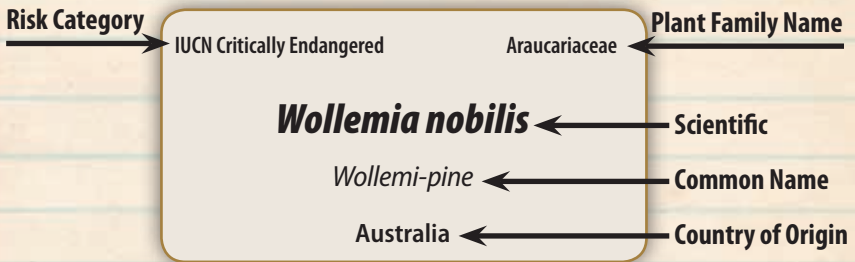 Risk Category
Plant Family Name
IUCN Critically Endangered
Araucariaceae
Wollemia nobilis
Scientific
Wollemi-pine
Common Name
Australia
Country of Origin